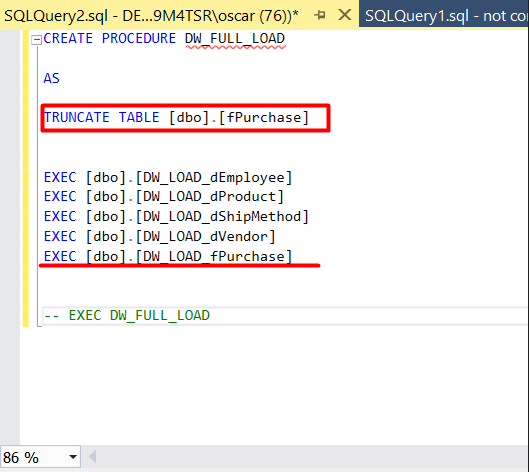 SQLQuery2.sql - DE...9M4TSR\oscar (76))*
SQLQuery1.sql - not con
CREATE PROCEDURE DW_FULL_LOAD
AS
TRUNCATE TABLE [dbo].[fPurchase]
EXEC [dbo].[DW_LOAD_dEmployee]
EXEC [dbo].[DW_LOAD_dProduct]
EXEC [dbo].[DW_LOAD_dShipMethod]
EXEC [dbo].[DW_LOAD_dVendor]
EXEC [dbo].[DW_LOAD_fPurchase]
-- EXEC DW_FULL_LOAD
86 %